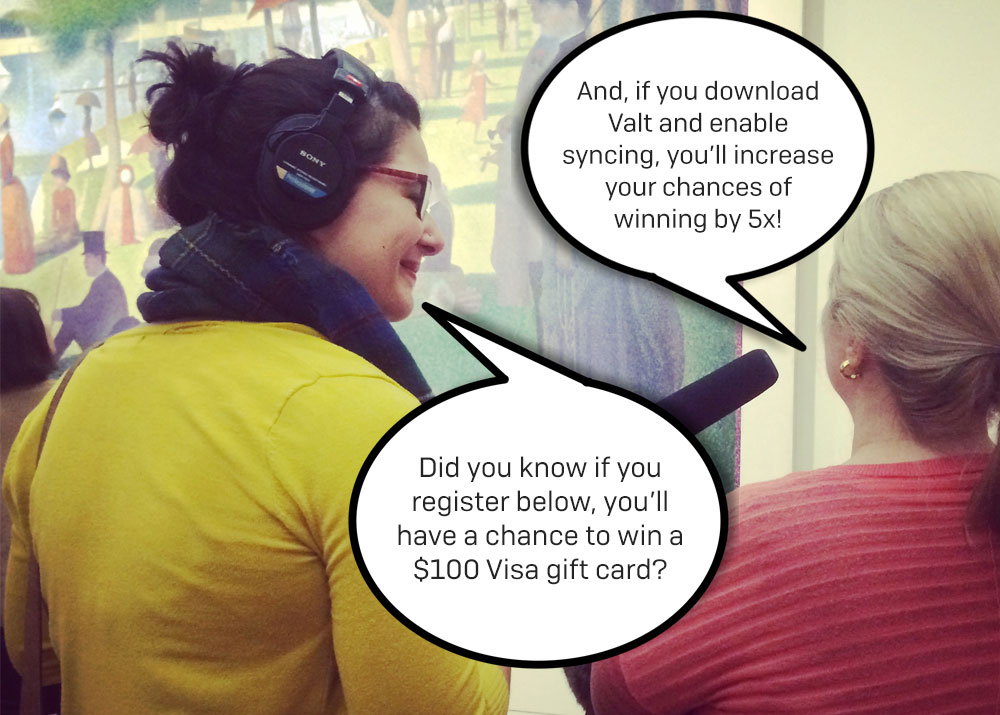 And, if you download
Valt and enable
syncing, you'll increase
your chances of
winning by 5x!
SONY
Did you know if you
register below, you'll
have a chance to win a
$100 Visa gift card?